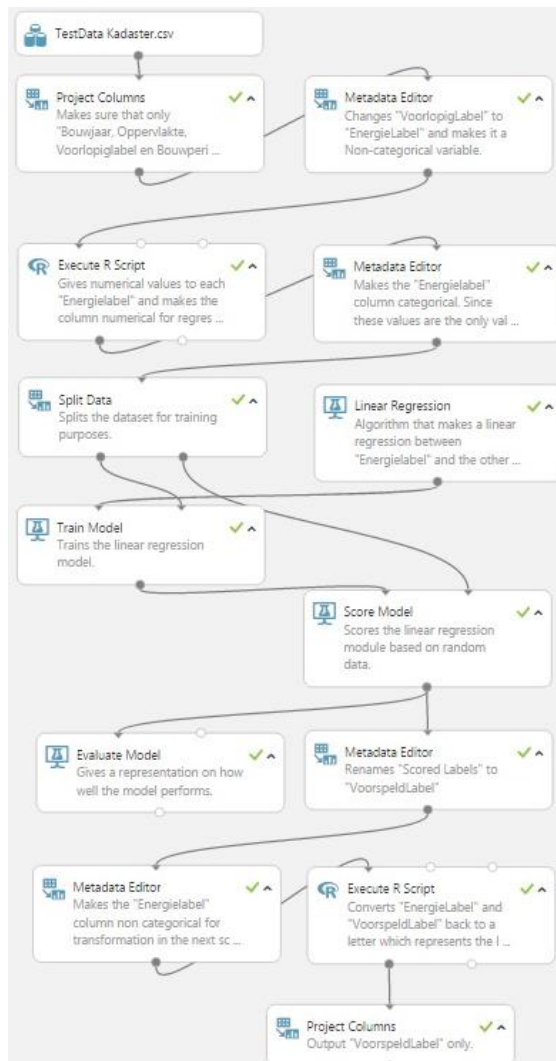 TestData Kadaster.csv
Project Columns
Makes sure that only
"Bouwjaar, Oppervlakte,
Voorlopiglabel en Bouwperi ...
Metadata Editor
Changes "VoorlopigLabel" to
"EnergieLabel" and makes it a
Non-categorical variable.
Execute R Script
Gives numerical values to each
"Energielabel" and makes the
column numerical for regres ...
Metadata Editor
Makes the "Energielabel"
column categorical. Since
these values are the only val ...
Split Data
Splits the dataset for training
purposes.
Linear Regression
Algorithm that makes a linear
regression between
"Energielabel" and the other ...
Train Model
Trains the linear regression
model.
Score Model
Scores the linear regression
module based on random
data.
Evaluate Model
Gives a representation on how
well the model performs.
Metadata Editor
Renames "Scored Labels" to
"VoorspeldLabel"
Metadata Editor
Makes the "Energielabel"
column non categorical for
transformation in the next sc ...
Execute R Script
Converts "EnergieLabel" and
"VoorspeldLabel" back to a
letter which represents the l ...
Project Columns
Output "VoorspeldLabel" only.